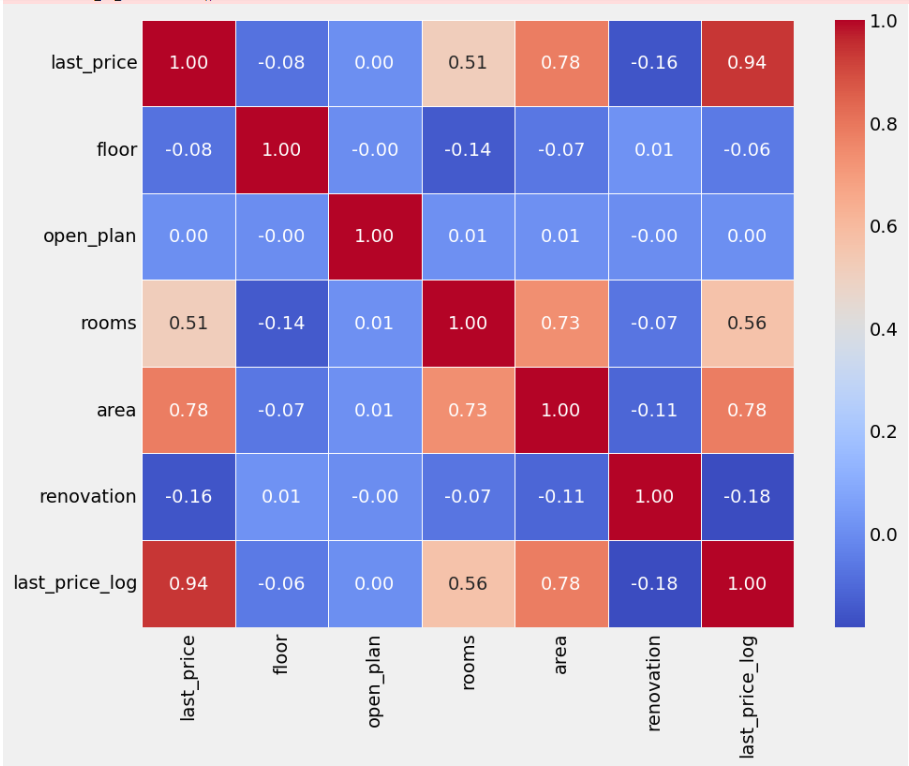 last_price 1.00 -0.08 0.00 0.51 0.78 -0.16 0.94
floor -0.08 1.00 -0.00 -0.14 -0.07 0.01 -0.06
open_plan 0.00 -0.00 1.00 0.01 0.01 -0.00 0.00
rooms 0.51 -0.14 0.01 1.00 0.73 -0.07 0.56
area 0.78 -0.07 0.01 0.73 1.00 -0.11 0.78
renovation -0.16 0.01 -0.00 -0.07 -0.11 1.00 -0.18
last_price_log 0.94 -0.06 0.00 0.56 0.78 -0.18 1.00
last_price floor open_plan rooms area renovation last_price_log
1.0
0.8
0.6
0.4
0.2
0.0